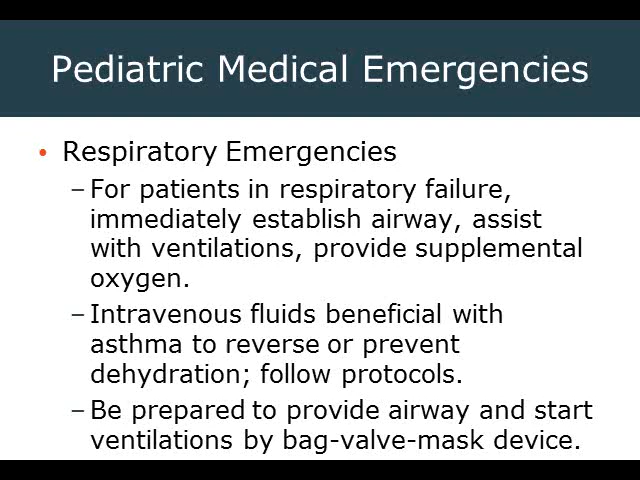 Pediatric Medical Emergencies
• Respiratory Emergencies
– For patients in respiratory failure,
immediately establish airway, assist
with ventilations, provide supplemental
oxygen.
– Intravenous fluids beneficial with
asthma to reverse or prevent
dehydration; follow protocols.
– Be prepared to provide airway and start
ventilations by bag-valve-mask device.